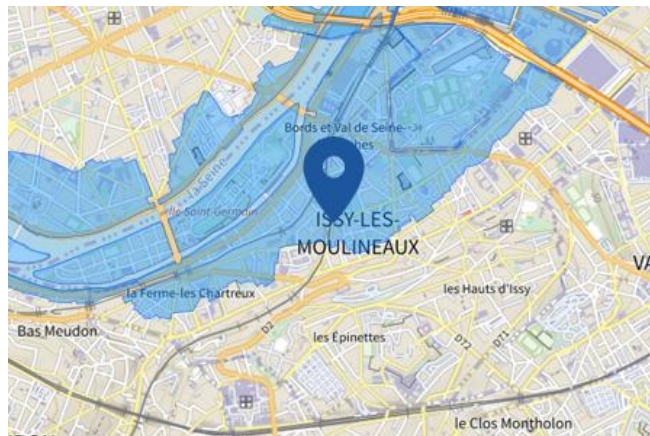 Bords et Val de Seine-
la Seine
Île Saint-Germain
ISSY-LES-
MOULINEAUX
VA
la Ferme-les Chartreux
les Hauts d'Issy
Bas Meudon
D2
les Épinettes
D72
D71
le Clos Montholon